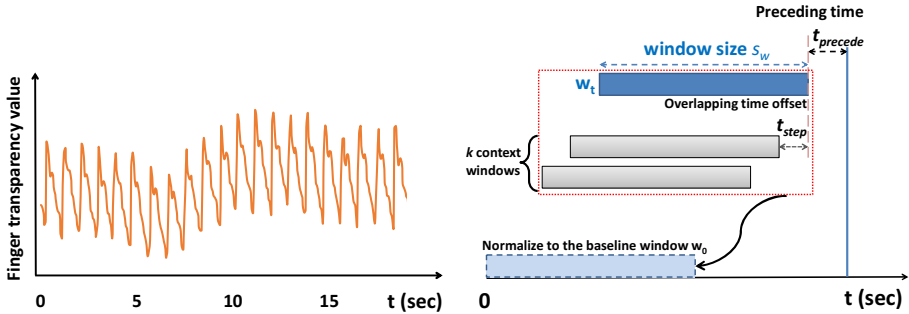 Finger transparency value
0 5 10 15 t (sec)
Preceding time
t_precede
window size s_w
w_t
Overlapping time offset
t_step
k context
windows
Normalize to the baseline window w_0
0 t (sec)